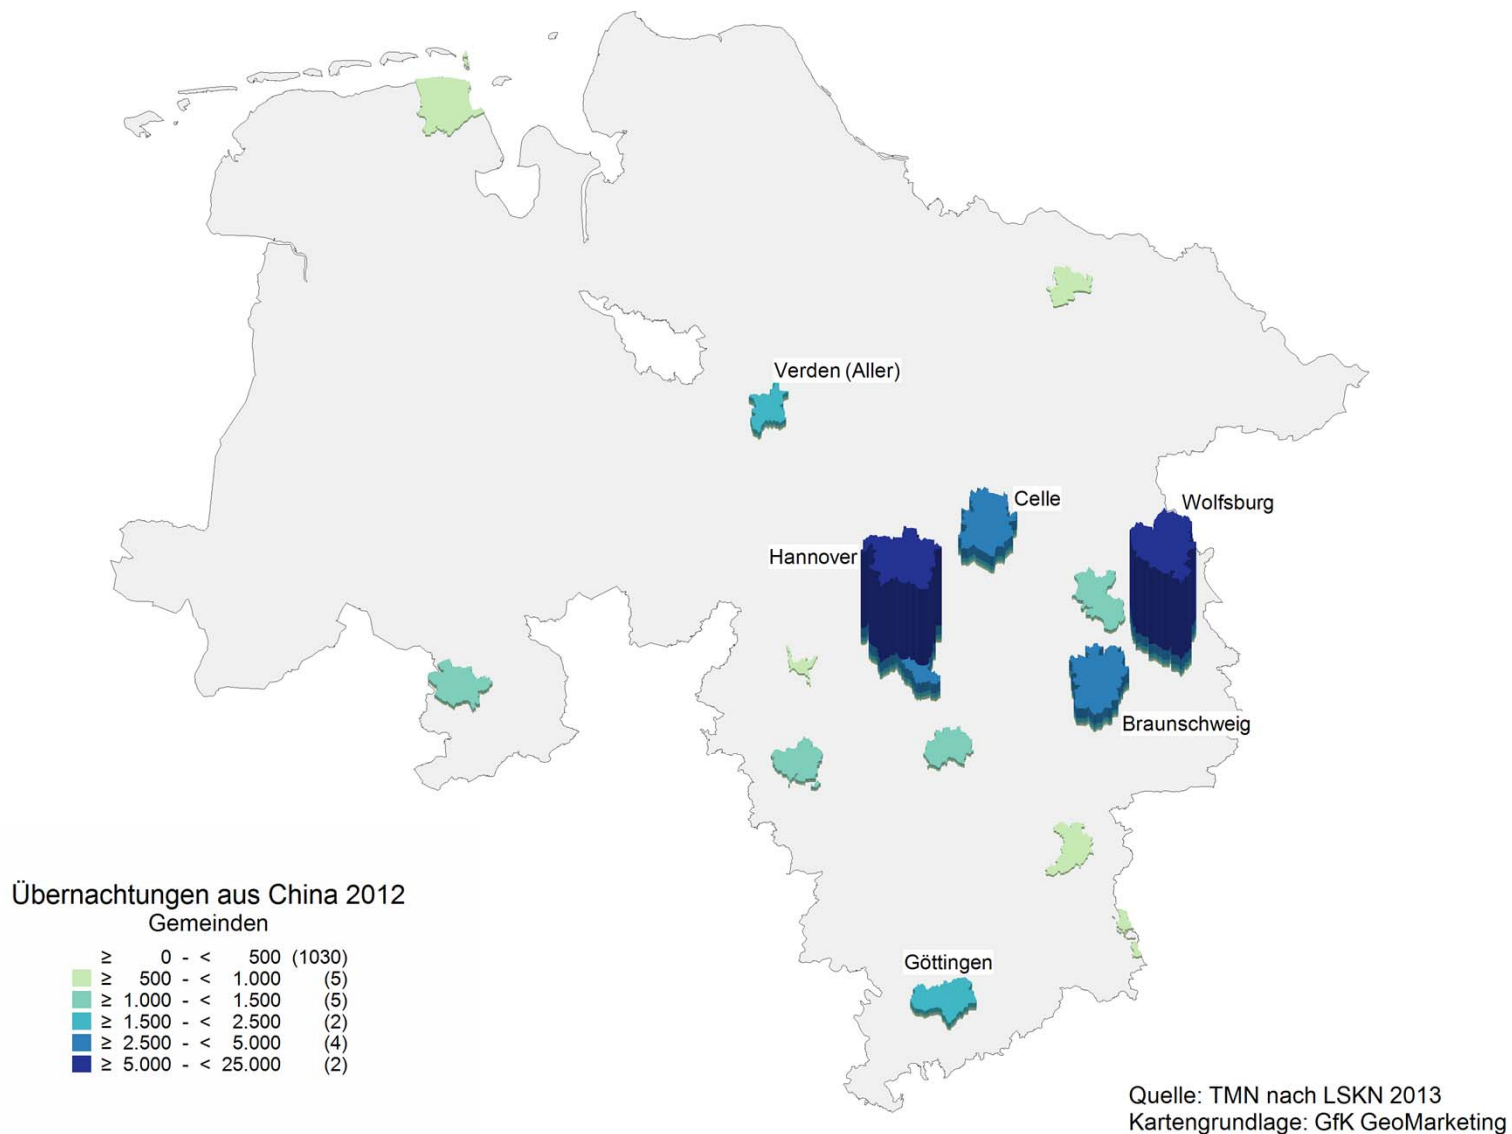 Verden (Aller)
Celle
Wolfsburg
Hannover
Braunschweig
Göttingen
Übernachtungen aus China 2012
Gemeinden
≥ 0 - < 500 (1030)
≥ 500 - < 1.000 (5)
≥ 1.000 - < 1.500 (5)
≥ 1.500 - < 2.500 (2)
≥ 2.500 - < 5.000 (4)
≥ 5.000 - < 25.000 (2)
Quelle: TMN nach LSKN 2013
Kartengrundlage: GfK GeoMarketing